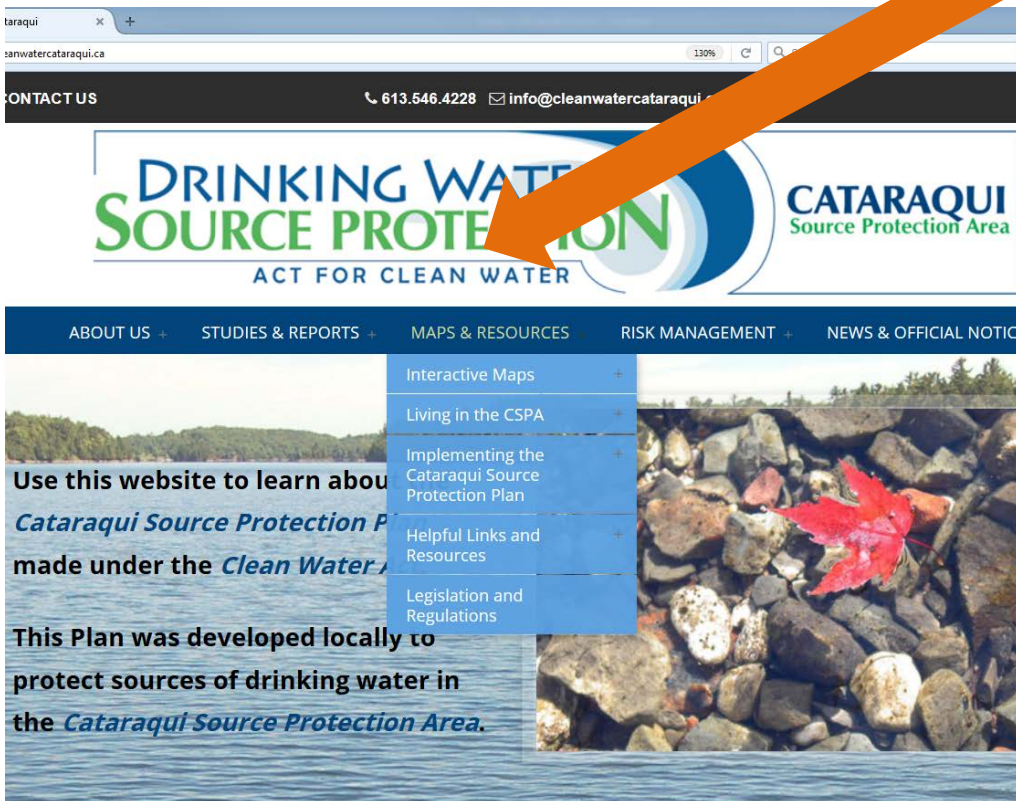 taraqui × +
eanwatercataraqui.ca 130%
CONTACT US 613.546.4228 info@cleanwatercataraqui.
DRINKING WATE
SOURCE PROTE ON
ACT FOR CLEAN WATER
CATARAQUI
Source Protection Area
ABOUT US + STUDIES & REPORTS + MAPS & RESOURCES + RISK MANAGEMENT + NEWS & OFFICIAL NOTIC
Interactive Maps +
Living in the CSPA +
Implementing the +
Cataraqui Source
Protection Plan
Helpful Links and +
Resources
Legislation and
Regulations
Use this website to learn abou
Cataraqui Source Protection Plan
made under the Clean Water Act.
This Plan was developed locally to
protect sources of drinking water in
the Cataraqui Source Protection Area.